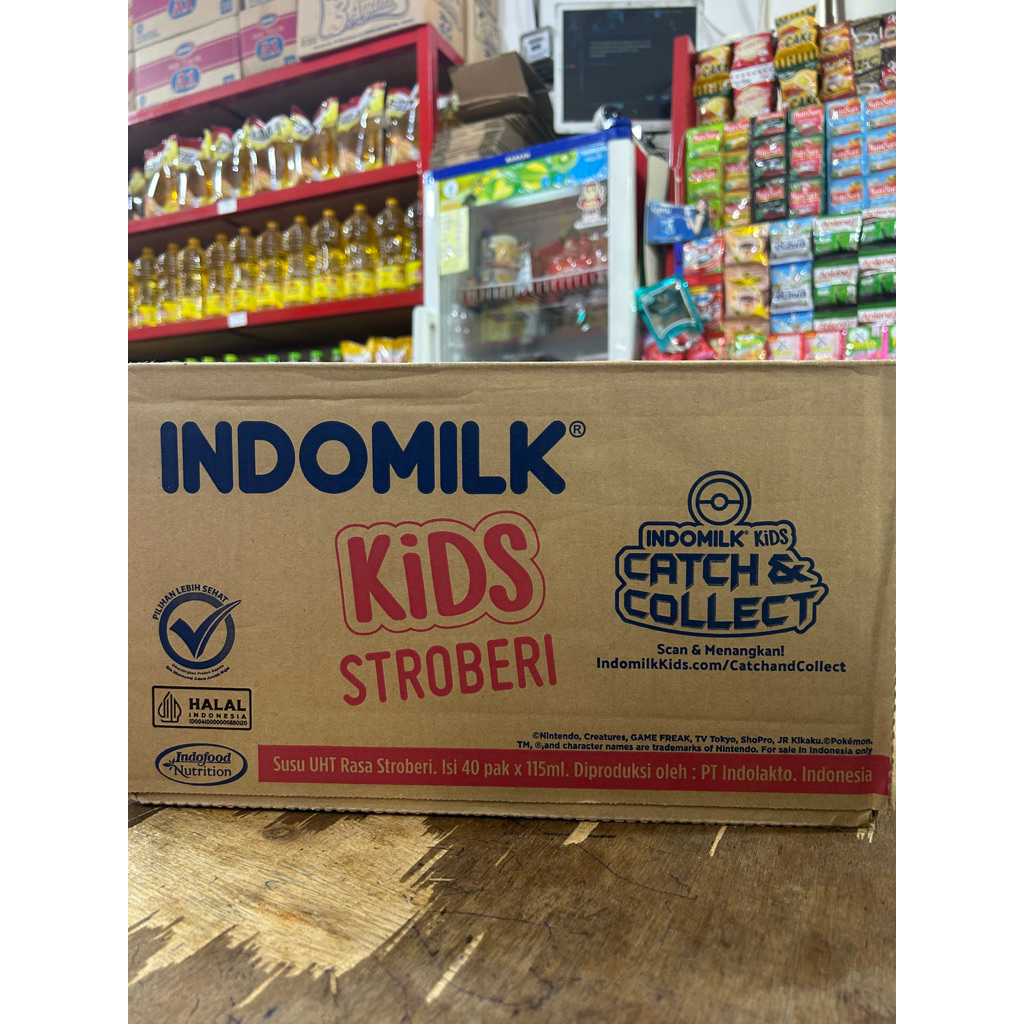 INDOMILK®
KiDS
STROBERI
PILIHAN LEBIH SEHAT
HALAL
INDONESIA
Indofood
Nutrition
INDOMILK® KiDS
CATCH &
COLLECT
Scan & Menangkan!
IndomilkKids.com/CatchandCollect
©Nintendo, Creatures, GAME FREAK, TV Tokyo, ShoPro, JR Kikaku.©Pokémon.
TM, ®,and character names are trademarks of Nintendo. For sale in Indonesia only
Susu UHT Rasa Stroberi. Isi 40 pak x 115ml. Diproduksi oleh : PT Indolakto. Indonesia